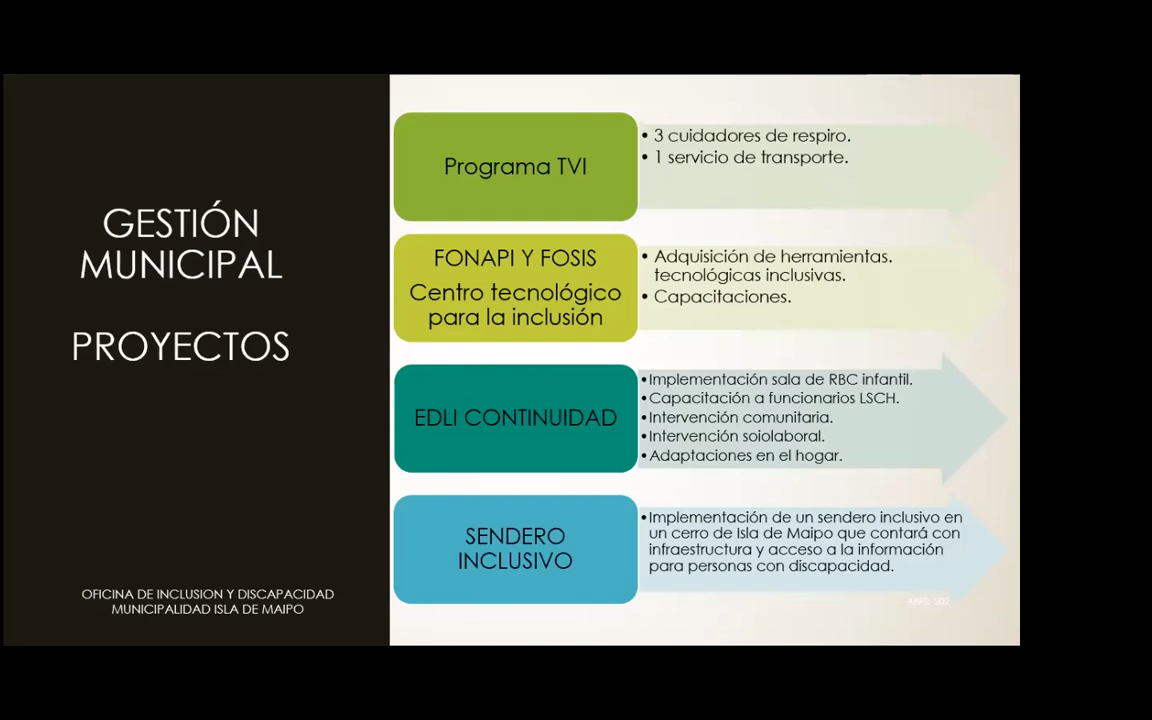 GESTIÓN
MUNICIPAL
PROYECTOS
OFICINA DE INCLUSION Y DISCAPACIDAD
MUNICIPALIDAD ISLA DE MAIPO
Programa TVI
• 3 cuidadores de respiro.
• 1 servicio de transporte.
FONAPI Y FOSIS
Centro tecnológico
para la inclusión
• Adquisición de herramientas.
tecnológicas inclusivas.
• Capacitaciones.
EDLI CONTINUIDAD
•Implementación sala de RBC infantil.
•Capacitación a funcionarios LSCH.
•Intervención comunitaria.
•Intervención soiolaboral.
•Adaptaciones en el hogar.
SENDERO
INCLUSIVO
•Implementación de un sendero inclusivo en
un cerro de Isla de Maipo que contará con
infraestructura y acceso a la información
para personas con discapacidad.
ABRIL 202